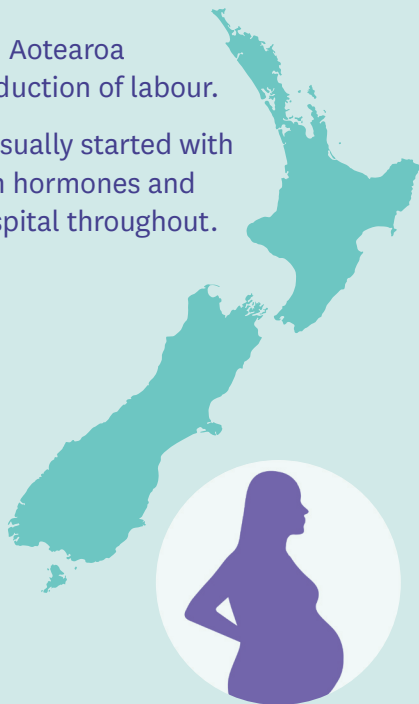 Aotearoa
duction of labour.
sually started with
n hormones and
spital throughout.